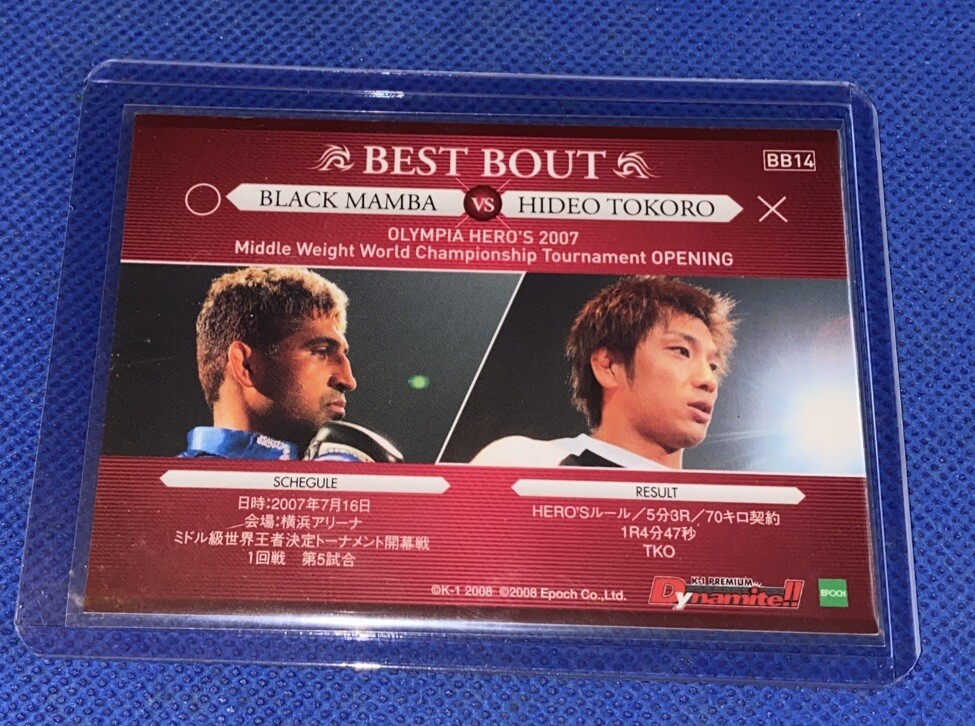 BEST BOUT
BB14
BLACK MAMBA VS HIDEO TOKORO
OLYMPIA HERO'S 2007
Middle Weight World Championship Tournament OPENING
SCHEGULE
日時：2007年7月16日
会場：横浜アリーナ
ミドル級世界王者決定トーナメント開幕戦
1回戦　第5試合
RESULT
HERO'Sルール／5分3R／70キロ契約
1R4分47秒
TKO
©K-1 2008 ©2008 Epoch Co.,Ltd.
K-1 PREMIUM
Dynamite!!
EPOCH